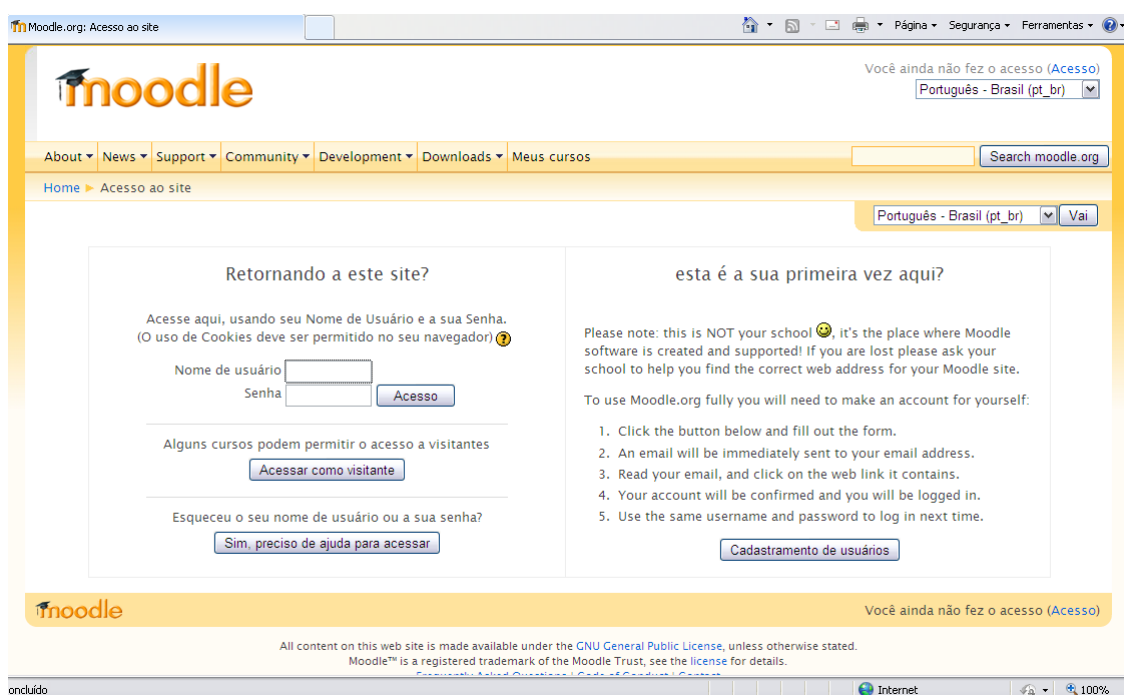 Moodle.org: Acesso ao site
Página
Segurança
Ferramentas
moodle
Você ainda não fez o acesso (Acesso)
Português - Brasil (pt_br)
About News Support Community Development Downloads Meus cursos
Search moodle.org
Home Acesso ao site
Português - Brasil (pt_br) Vai
Retornando a este site?
Acesse aqui, usando seu Nome de Usuário e a sua Senha.
(O uso de Cookies deve ser permitido no seu navegador)
Nome de usuário
Senha
Acesso
Alguns cursos podem permitir o acesso a visitantes
Acessar como visitante
Esqueceu o seu nome de usuário ou a sua senha?
Sim, preciso de ajuda para acessar
esta é a sua primeira vez aqui?
Please note: this is NOT your school , it's the place where Moodle
software is created and supported! If you are lost please ask your
school to help you find the correct web address for your Moodle site.
To use Moodle.org fully you will need to make an account for yourself:
1. Click the button below and fill out the form.
2. An email will be immediately sent to your email address.
3. Read your email, and click on the web link it contains.
4. Your account will be confirmed and you will be logged in.
5. Use the same username and password to log in next time.
Cadastramento de usuários
moodle
Você ainda não fez o acesso (Acesso)
All content on this web site is made available under the GNU General Public License, unless otherwise stated.
Moodle™ is a registered trademark of the Moodle Trust, see the license for details.
Frequently Asked Questions | Code of Conduct | Contact
oncluído
Internet
100%